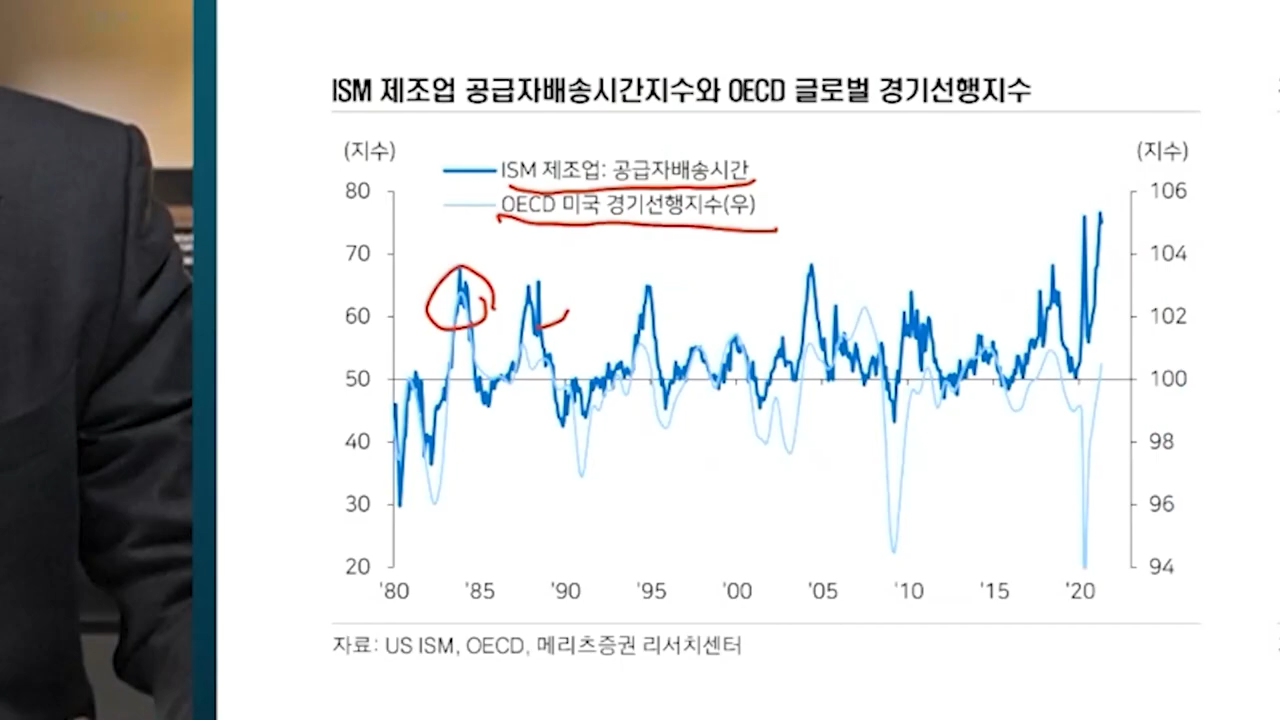 ISM 제조업 공급자배송시간지수와 OECD 글로벌 경기선행지수
(지수) (지수)
ISM 제조업: 공급자배송시간
OECD 미국 경기선행지수(우)
80 106
70 104
60 102
50 100
40 98
30 96
20 94
'80 '85 '90 '95 '00 '05 '10 '15 '20
자료: US ISM, OECD, 메리츠증권 리서치센터